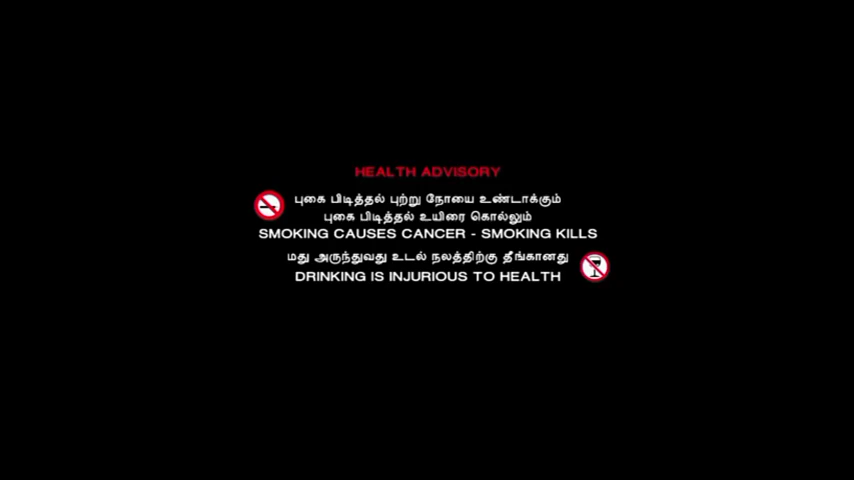 HEALTH ADVISORY
புகை பிடித்தல் புற்று நோயை உண்டாக்கும்
புகை பிடித்தல் உயிரை கொல்லும்
SMOKING CAUSES CANCER - SMOKING KILLS
மது அருந்துவது உடல் நலத்திற்கு தீங்கானது
DRINKING IS INJURIOUS TO HEALTH